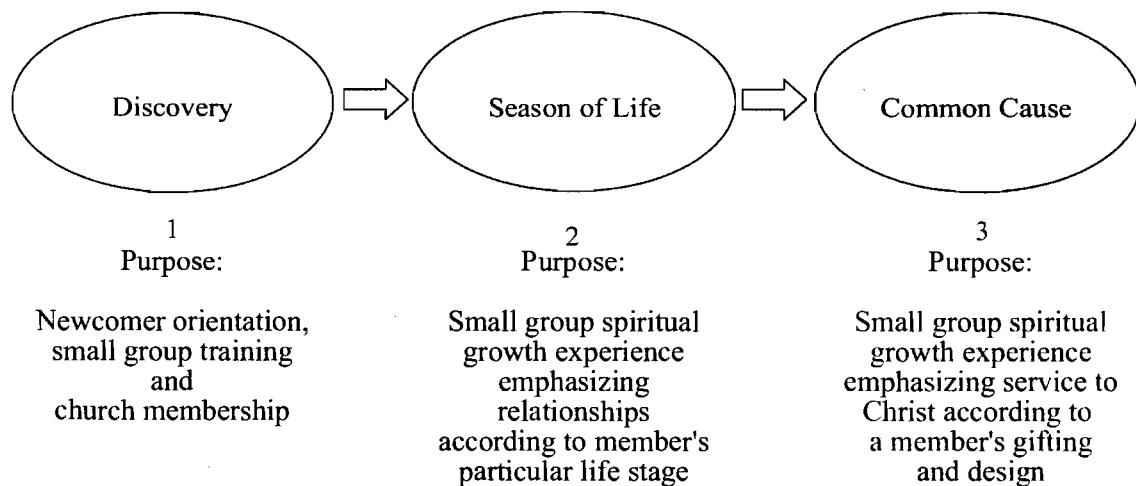 Discovery
Season of Life
Common Cause
1
Purpose:
Newcomer orientation,
small group training
and
church membership
2
Purpose:
Small group spiritual
growth experience
emphasizing
relationships
according to member's
particular life stage
3
Purpose:
Small group spiritual
growth experience
emphasizing service to
Christ according to
a member's gifting
and design